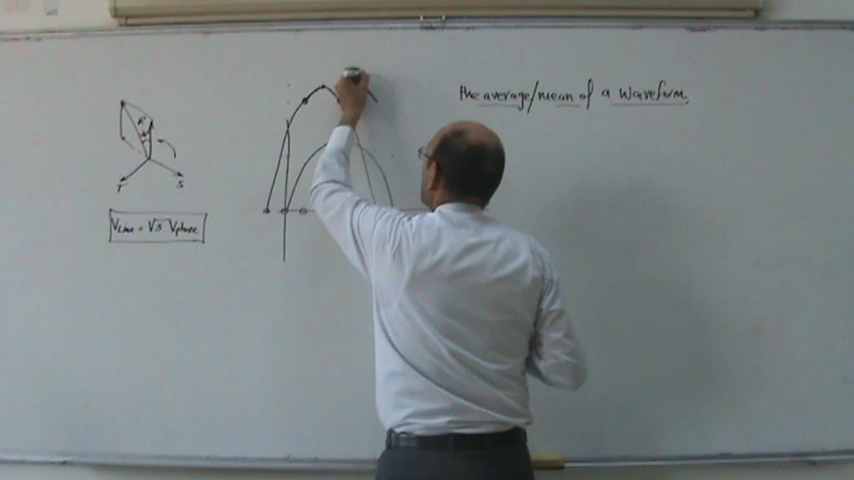 The average/mean of a Waveform
R
T
S
VLine = √3 Vphase